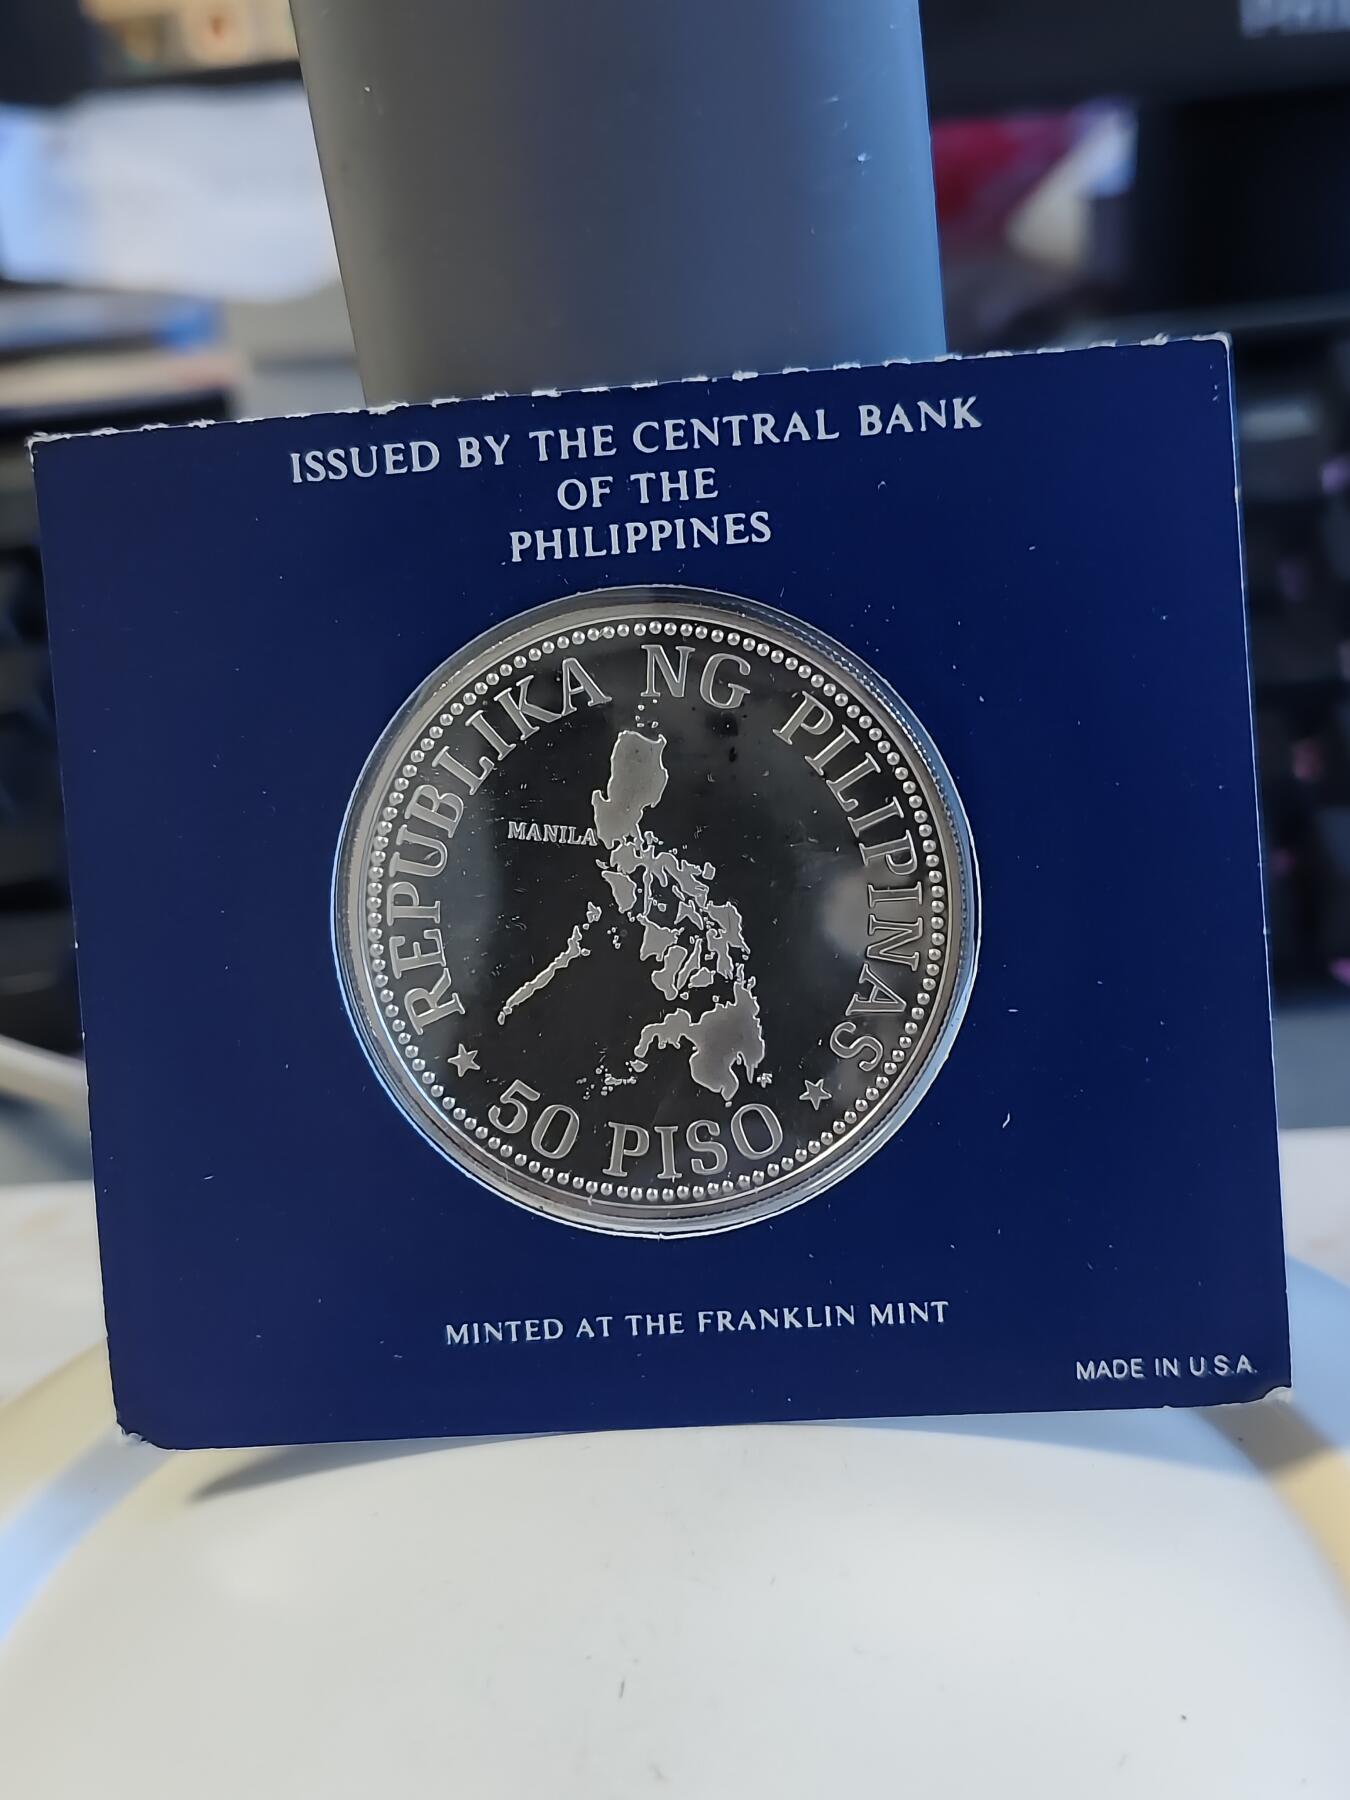 ISSUED BY THE CENTRAL BANK
OF THE
PHILIPPINES
REPUBLIKA NG PILIPINAS
MANILA
50 PISO
MINTED AT THE FRANKLIN MINT
MADE IN U.S.A.